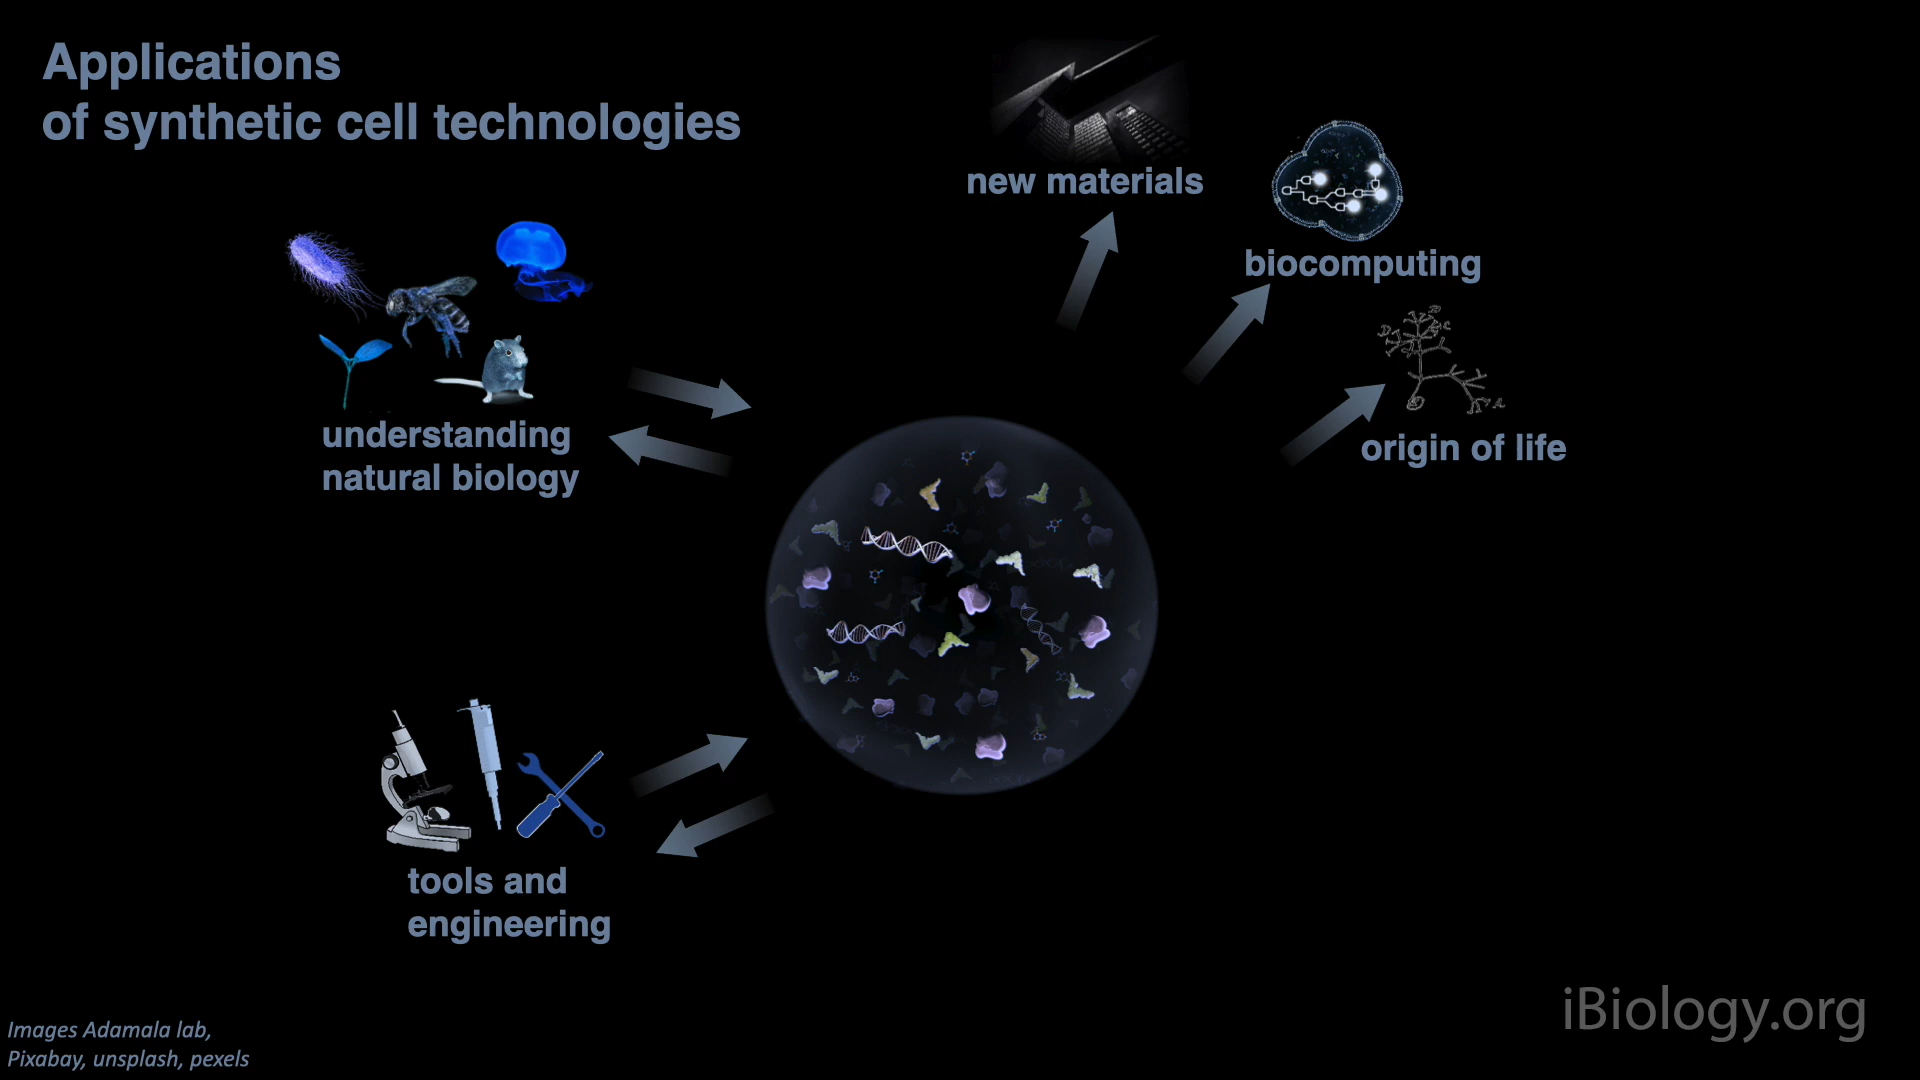 Applications
of synthetic cell technologies
new materials
biocomputing
origin of life
understanding
natural biology
tools and
engineering
Images Adamala lab,
Pixabay, unsplash, pexels
iBiology.org